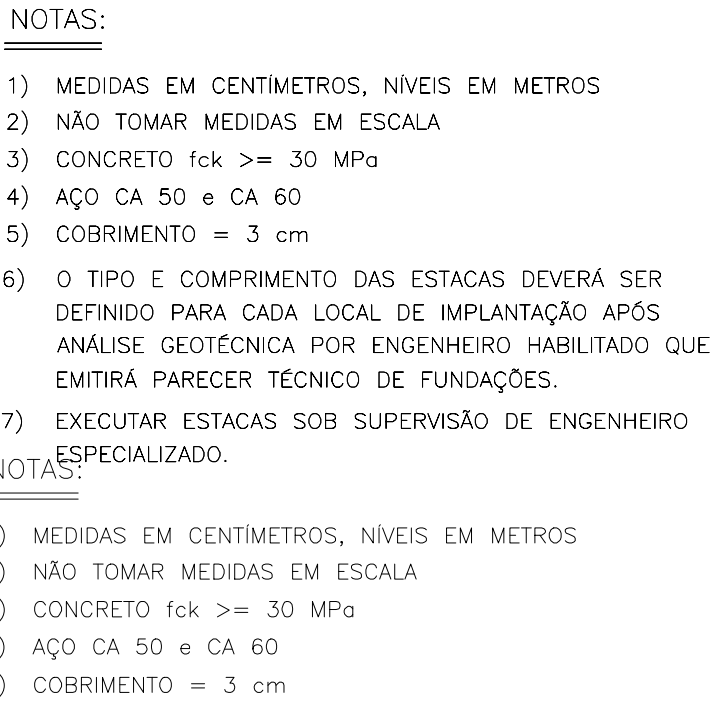 NOTAS:
1) MEDIDAS EM CENTÍMETROS, NÍVEIS EM METROS
2) NÃO TOMAR MEDIDAS EM ESCALA
3) CONCRETO fck >= 30 MPa
4) AÇO CA 50 e CA 60
5) COBRIMENTO = 3 cm
6) O TIPO E COMPRIMENTO DAS ESTACAS DEVERÁ SER
DEFINIDO PARA CADA LOCAL DE IMPLANTAÇÃO APÓS
ANÁLISE GEOTÉCNICA POR ENGENHEIRO HABILITADO QUE
EMITIRÁ PARECER TÉCNICO DE FUNDAÇÕES.
7) EXECUTAR ESTACAS SOB SUPERVISÃO DE ENGENHEIRO
ESPECIALIZADO.
NOTAS:
) MEDIDAS EM CENTÍMETROS, NÍVEIS EM METROS
) NÃO TOMAR MEDIDAS EM ESCALA
) CONCRETO fck >= 30 MPa
) AÇO CA 50 e CA 60
) COBRIMENTO = 3 cm